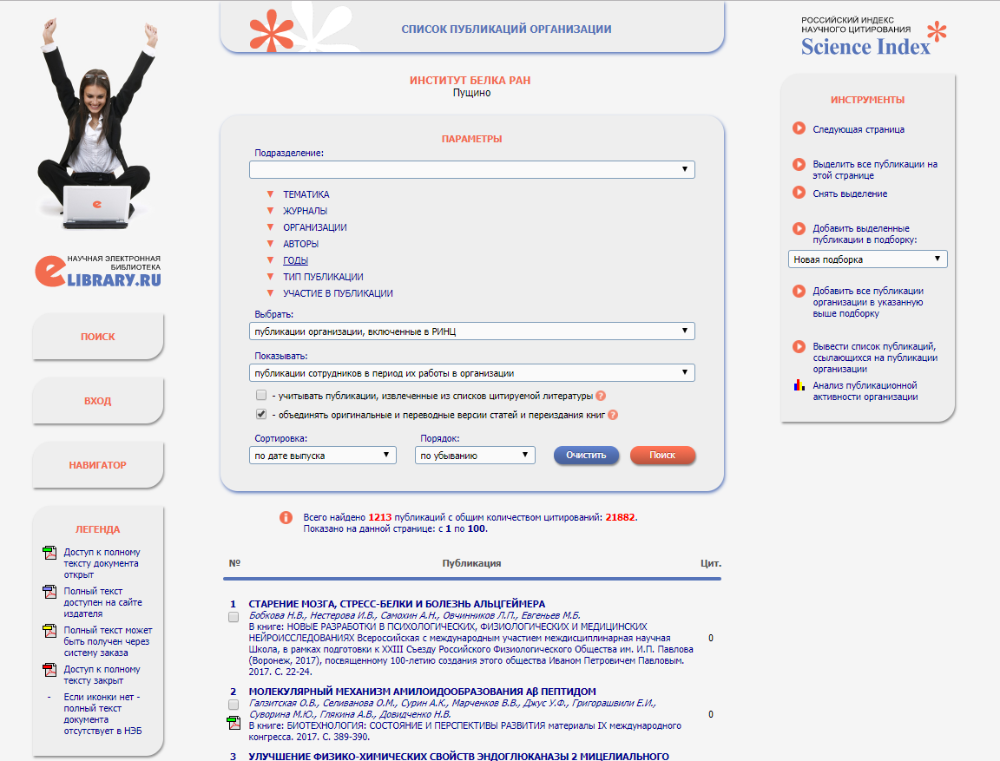 СПИСОК ПУБЛИКАЦИЙ ОРГАНИЗАЦИИ
ИНСТИТУТ БЕЛКА РАН
Пущино
ПАРАМЕТРЫ
Подразделение:
ТЕМАТИКА
ЖУРНАЛЫ
ОРГАНИЗАЦИИ
АВТОРЫ
ГОДЫ
ТИП ПУБЛИКАЦИИ
УЧАСТИЕ В ПУБЛИКАЦИИ
Выбрать:
публикации организации, включенные в РИНЦ
Показывать:
публикации сотрудников в период их работы в организации
- учитывать публикации, извлеченные из списков цитируемой литературы ?
- объединять оригинальные и переводные версии статей и переиздания книг ?
Сортировка: Порядок:
по дате выпуска по убыванию Очистить Поиск
Всего найдено 1213 публикаций с общим количеством цитирований: 21882.
Показано на данной странице: с 1 по 100.
№ Публикация Цит.
1 СТАРЕНИЕ МОЗГА, СТРЕСС-БЕЛКИ И БОЛЕЗНЬ АЛЬЦГЕЙМЕРА
Бобкова Н.В., Нестерова И.В., Самохин А.Н., Овчинников Л.П., Евгеньев М.Б.
В книге: НОВЫЕ РАЗРАБОТКИ В ПСИХОЛОГИЧЕСКИХ, ФИЗИОЛОГИЧЕСКИХ И МЕДИЦИНСКИХ
НЕЙРОИССЛЕДОВАНИЯХ Всероссийская с международным участием междисциплинарная научная 0
Школа, в рамках подготовки к XXIII Съезду Российского Физиологического Общества им. И.П. Павлова
(Воронеж, 2017), посвященному 100-летию создания этого общества Иваном Петровичем Павловым.
2017. С. 22-24.
2 МОЛЕКУЛЯРНЫЙ МЕХАНИЗМ АМИЛОИДООБРАЗОВАНИЯ Aβ ПЕПТИДОМ
Галзитская О.В., Селиванова О.М., Сурин А.К., Марченков В.В., Джус У.Ф., Григорашвили Е.И.,
Суворина М.Ю., Глякина А.В., Довидченко Н.В. 0
В книге: БИОТЕХНОЛОГИЯ: СОСТОЯНИЕ И ПЕРСПЕКТИВЫ РАЗВИТИЯ материалы IX международного
конгресса. 2017. С. 389-390.
3 УЛУЧШЕНИЕ ФИЗИКО-ХИМИЧЕСКИХ СВОЙСТВ ЭНДОГЛЮКАНАЗЫ 2 МИЦЕЛИАЛЬНОГО
НАУЧНАЯ ЭЛЕКТРОННАЯ
БИБЛИОТЕКА
eLIBRARY.RU
ПОИСК
ВХОД
НАВИГАТОР
ЛЕГЕНДА
Доступ к полному
тексту документа
открыт
Полный текст
доступен на сайте
издателя
Полный текст может
быть получен через
систему заказа
Доступ к полному
тексту закрыт
- Если иконки нет -
полный текст
документа
отсутствует в НЭБ
РОССИЙСКИЙ ИНДЕКС
НАУЧНОГО ЦИТИРОВАНИЯ
Science Index
ИНСТРУМЕНТЫ
Следующая страница
Выделить все публикации на
этой странице
Снять выделение
Добавить выделенные
публикации в подборку:
Новая подборка
Добавить все публикации
организации в указанную
выше подборку
Вывести список публикаций,
ссылающихся на публикации
организации
Анализ публикационной
активности организации